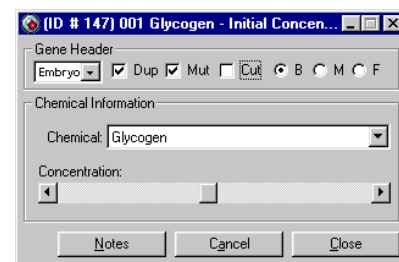 (ID # 147) 001 Glycogen - Initial Concen...
Gene Header
Embryo Dup Mut Cut B M F
Chemical Information
Chemical: Glycogen
Concentration:
Notes Cancel Close